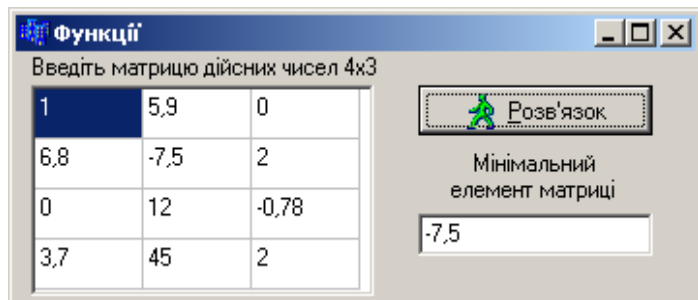 Функції
Введіть матрицю дійсних чисел 4x3
1 5,9 0
6,8 -7,5 2
0 12 -0,78
3,7 45 2
Розв'язок
Мінімальний
елемент матриці
-7,5